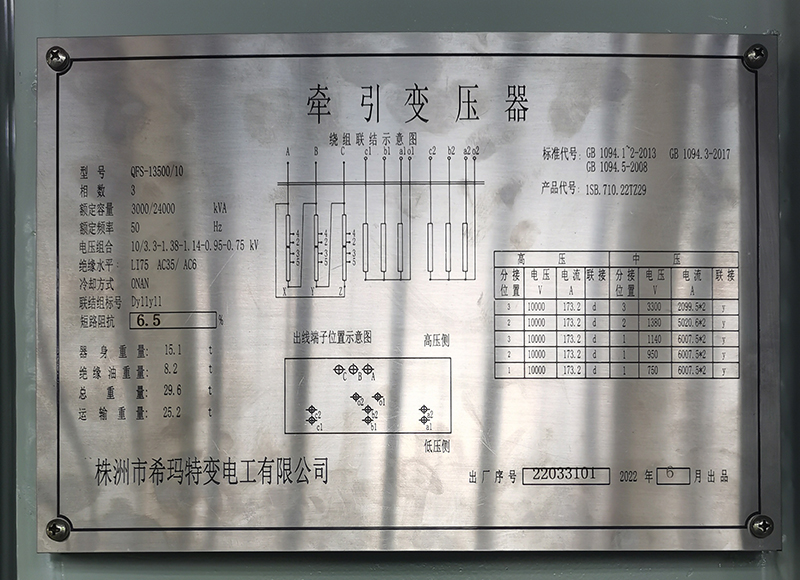 牵引变压器
绕组联结示意图
A B C c1 b1 a1 o1 c2 b2 a2 o2
X Y Z
标准代号: GB 1094.1~2-2013 GB 1094.3-2017
GB 1094.5-2008
产品代号: 1SB.710.22TZ29
型号 QFS-13500/10
相数 3
额定容量 3000/24000 kVA
额定频率 50 Hz
电压组合 10/3.3-1.38-1.14-0.95-0.75 kV
绝缘水平: LI75 AC35/ AC6
冷却方式 ONAN
联结组标号 Dy11y11
短路阻抗 6.5 %
器身重量: 15.1 t
绝缘油重量: 8.2 t
总重量: 29.6 t
运输重量: 25.2 t
出线端子位置示意图 高压侧
C B A
o2 o1
c2 b2 a2
c1 b1 a1
低压侧
高压 中压
分接位置 电压 V 电流 A 联接 分接位置 电压 V 电流 A 联接
3 10000 173.2 d 3 3300 2099.5*2 y
2 10000 173.2 d 2 1380 5020.6*2 y
3 10000 173.2 d 1 1140 6007.5*2 y
2 10000 173.2 d 1 950 6007.5*2 y
1 10000 173.2 d 1 750 6007.5*2 y
株洲市希玛特变电工有限公司
出厂序号 22033101 2022 年 6 月出品